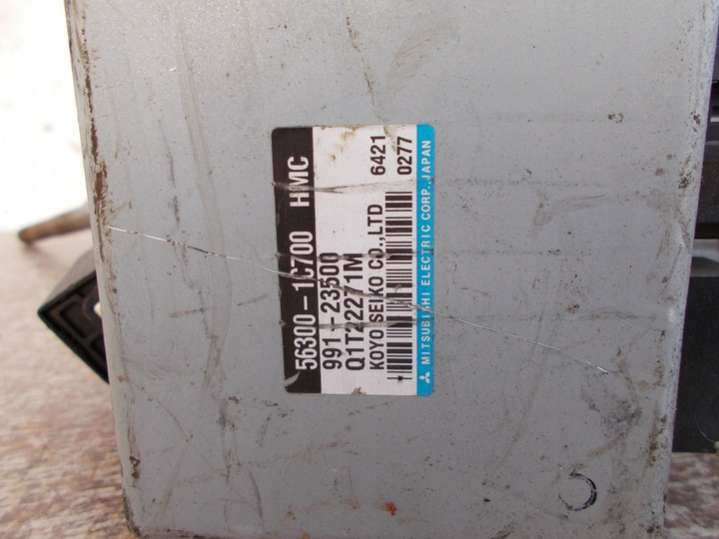 56300-1C700 HMC
991-23500
Q1T22271M 6421
KOYO SEIKO CO.,LTD 0277
MITSUBISHI ELECTRIC CORP.,JAPAN